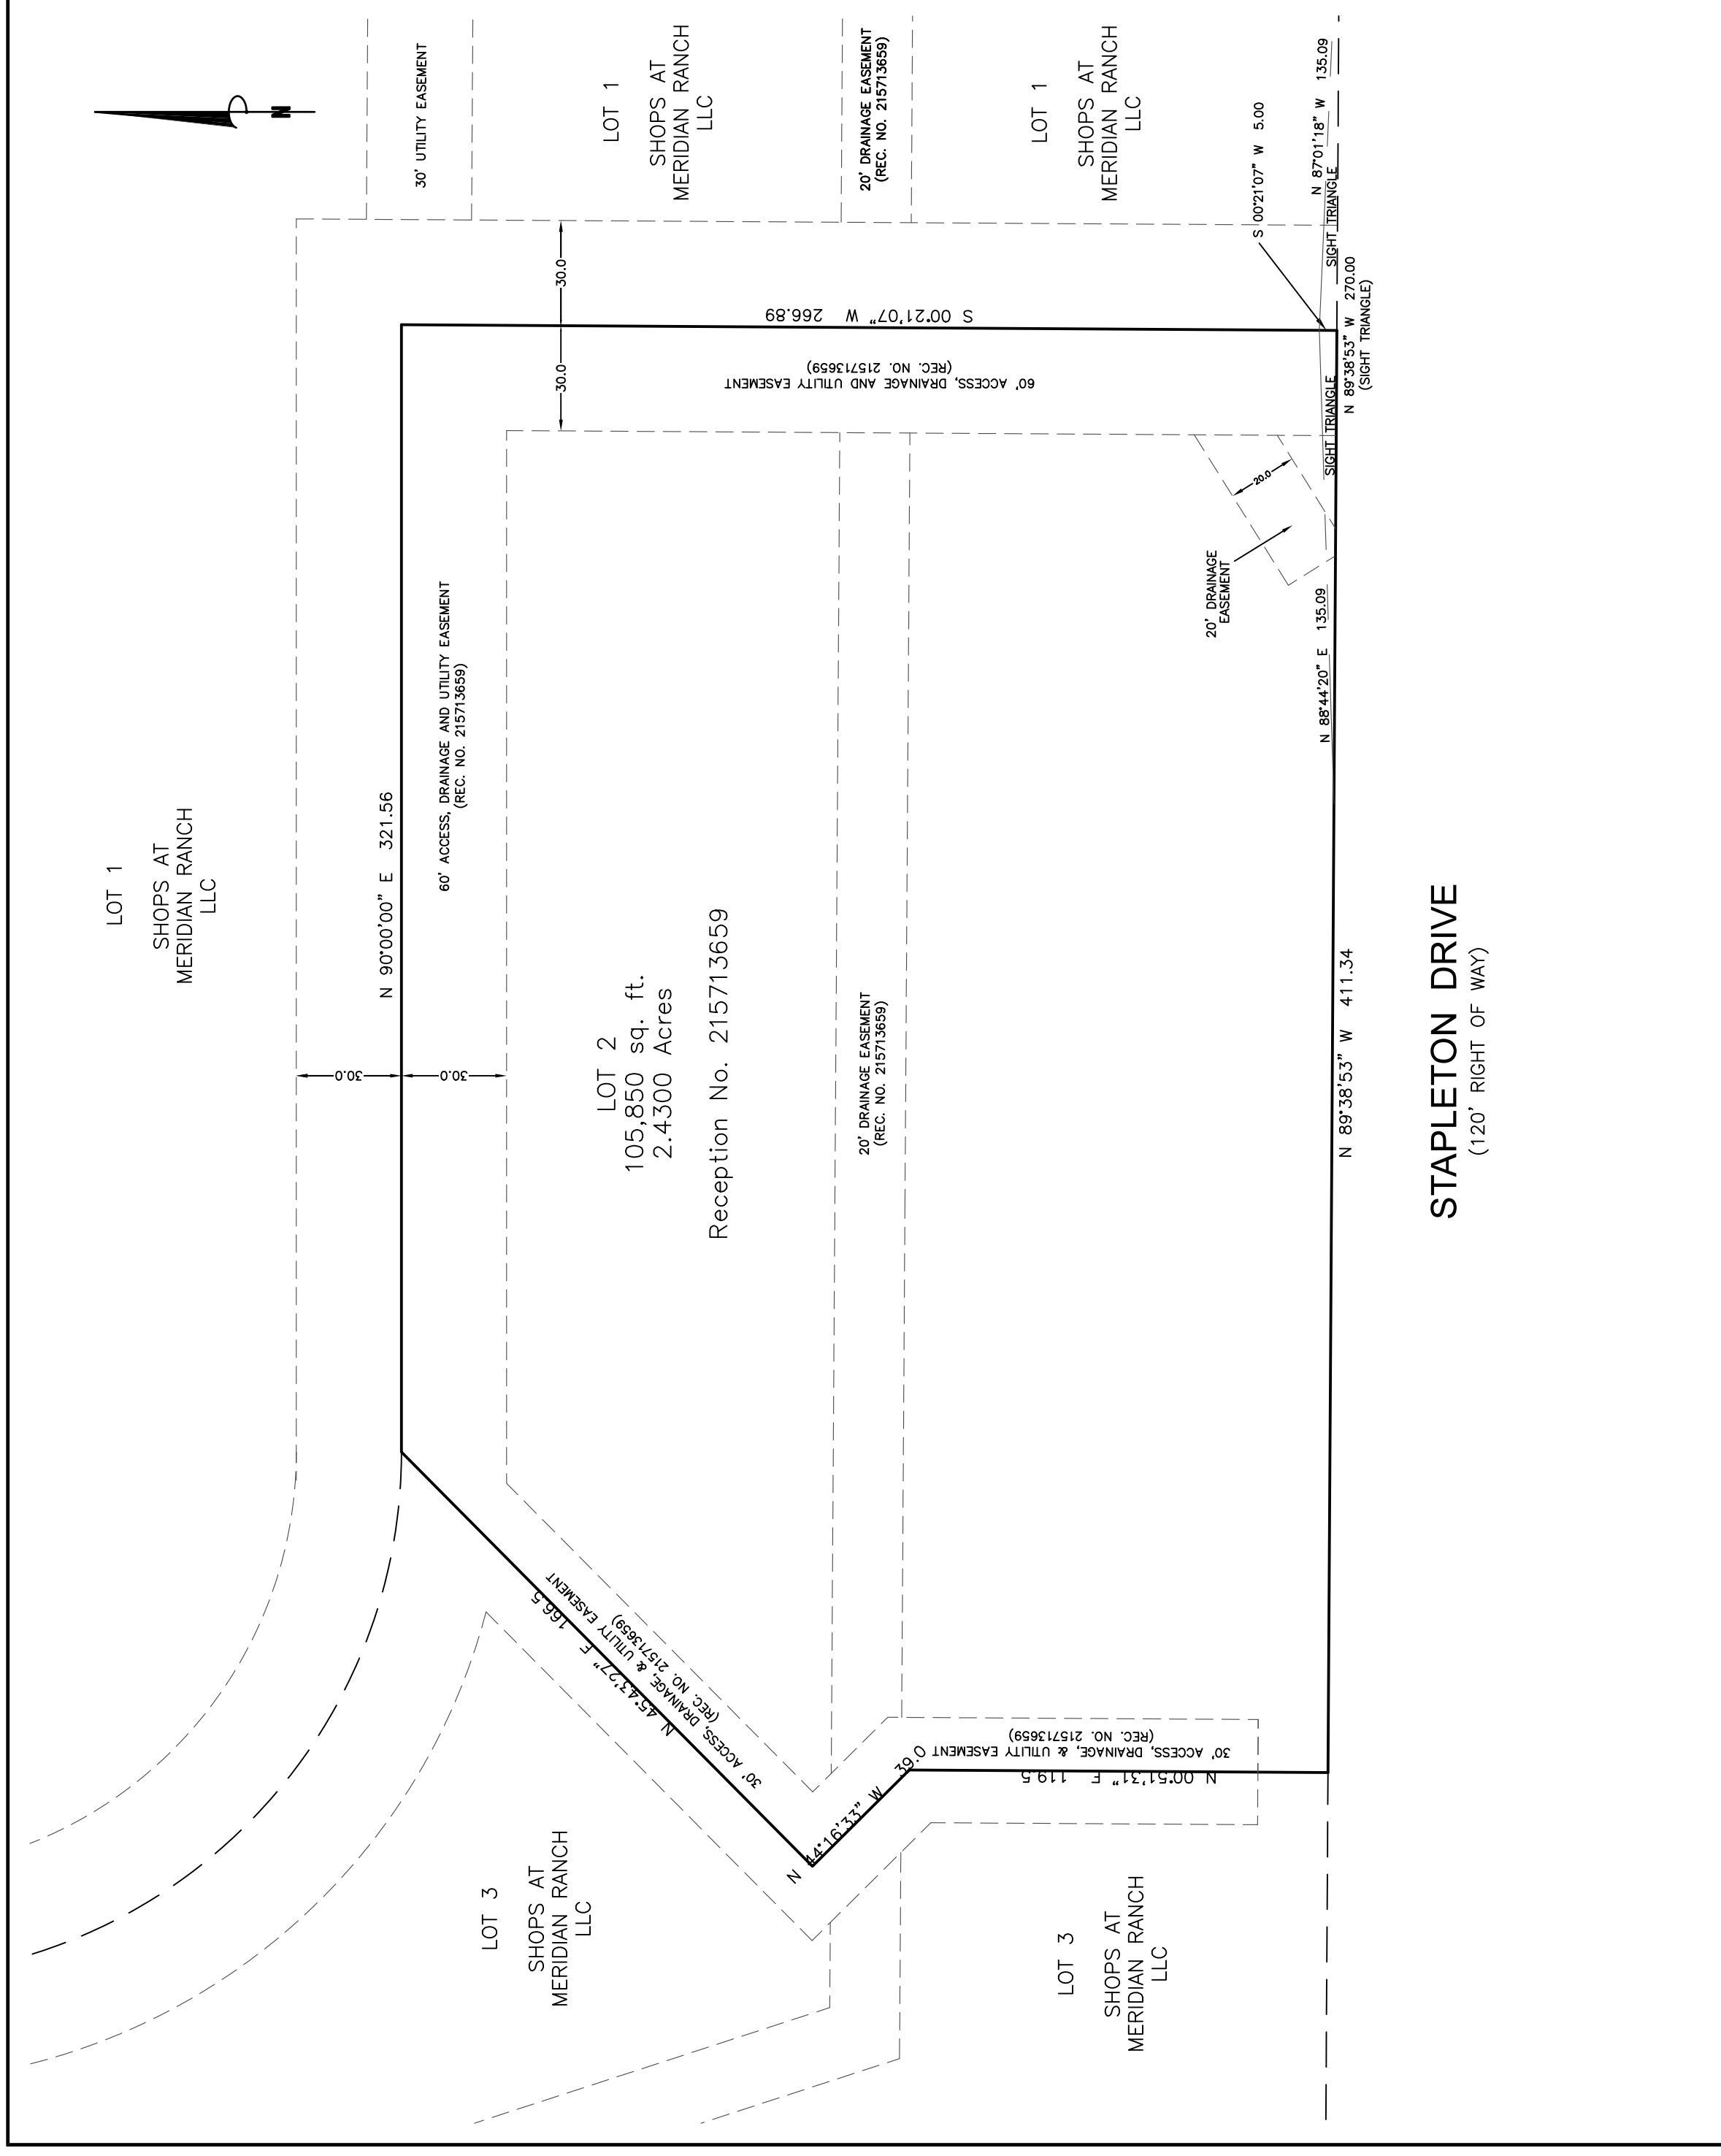 N
30' UTILITY EASEMENT
LOT 1
SHOPS AT
MERIDIAN RANCH
LLC
20' DRAINAGE EASEMENT
(REC. NO. 215713659)
LOT 1
SHOPS AT
MERIDIAN RANCH
LLC
S 00°21'07" W 5.00
N 87°01'18" W 135.09
SIGHT TRIANGLE
N 89°38'53" W 270.00
(SIGHT TRIANGLE)
SIGHT TRIANGLE
30.0
30.0
S 00°21'07" W 266.89
60' ACCESS, DRAINAGE AND UTILITY EASEMENT
(REC. NO. 215713659)
20.0
20' DRAINAGE
EASEMENT
N 88°44'20" E 135.09
LOT 1
SHOPS AT
MERIDIAN RANCH
LLC
N 90°00'00" E 321.56
60' ACCESS, DRAINAGE AND UTILITY EASEMENT
(REC. NO. 215713659)
30.0
30.0
LOT 2
105,850 sq. ft.
2.4300 Acres
Reception No. 215713659
20' DRAINAGE EASEMENT
(REC. NO. 215713659)
N 89°38'53" W 411.34
STAPLETON DRIVE
(120' RIGHT OF WAY)
N 45°43'27" E 166.5
30' ACCESS, DRAINAGE, & UTILITY EASEMENT
(REC. NO. 215713659)
N 44°16'33" W 39.0
30' ACCESS, DRAINAGE, & UTILITY EASEMENT
(REC. NO. 215713659)
N 00°51'31" E 119.5
LOT 3
SHOPS AT
MERIDIAN RANCH
LLC
LOT 3
SHOPS AT
MERIDIAN RANCH
LLC